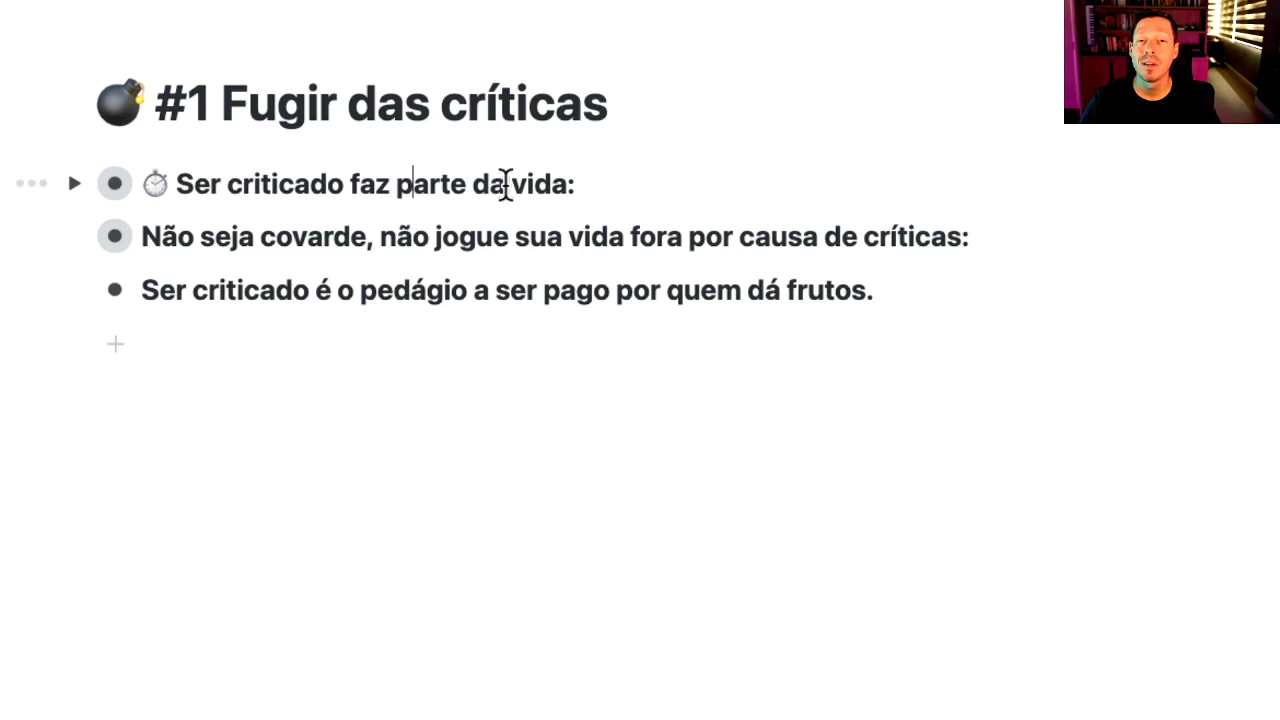 #1 Fugir das críticas
Ser criticado faz parte da vida:
Não seja covarde, não jogue sua vida fora por causa de críticas:
Ser criticado é o pedágio a ser pago por quem dá frutos.